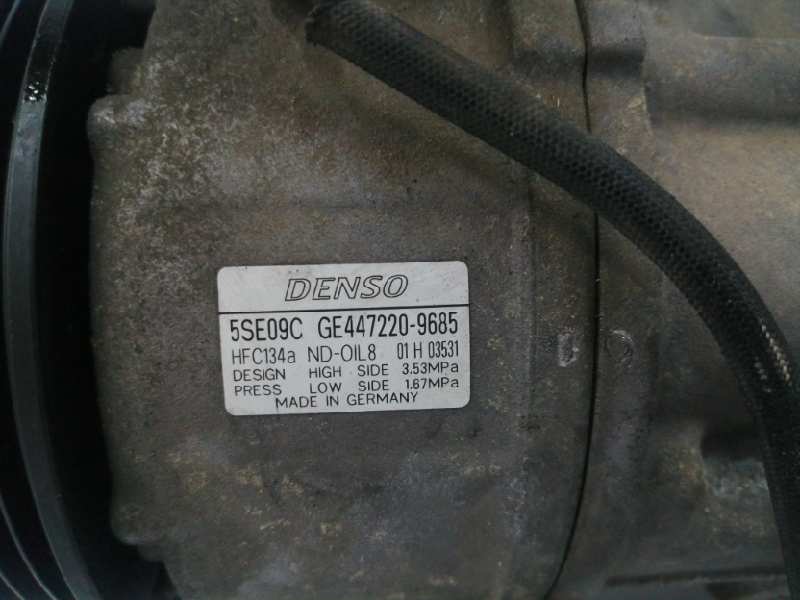 DENSO
5SE09C GE447220-9685
HFC134a ND-OIL8 01 H 03531
DESIGN HIGH SIDE 3.53MPa
PRESS LOW SIDE 1.67MPa
MADE IN GERMANY